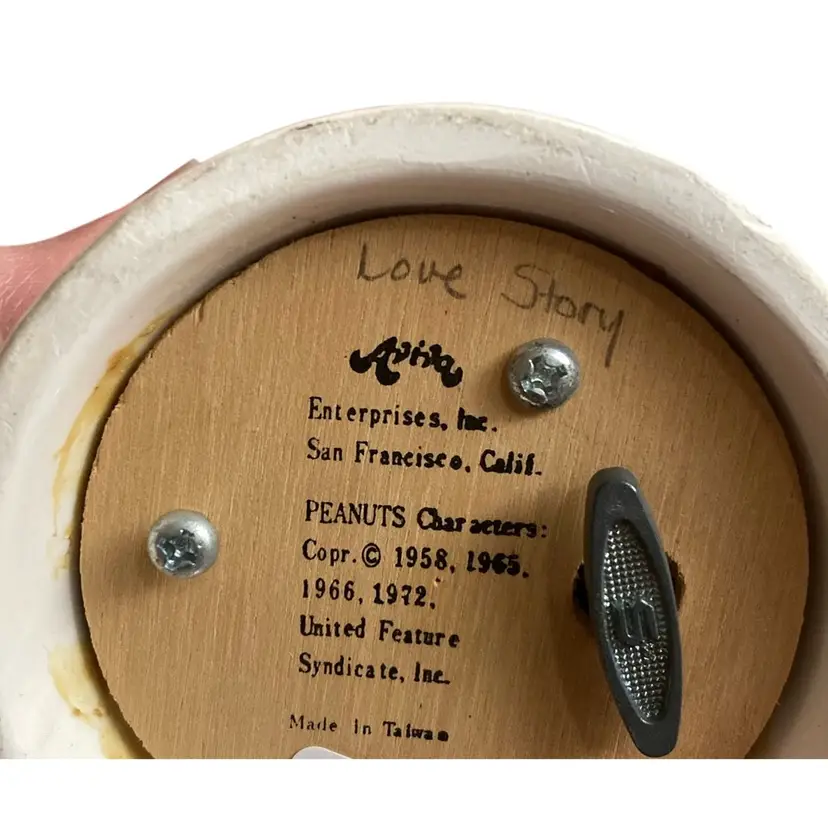 Love Story
Aviva
Enterprises, Inc.
San Francisco, Calif.
PEANUTS Characters:
Copr. © 1958, 1965,
1966, 1972,
United Feature
Syndicate, Inc.
Made In Taiwan
S